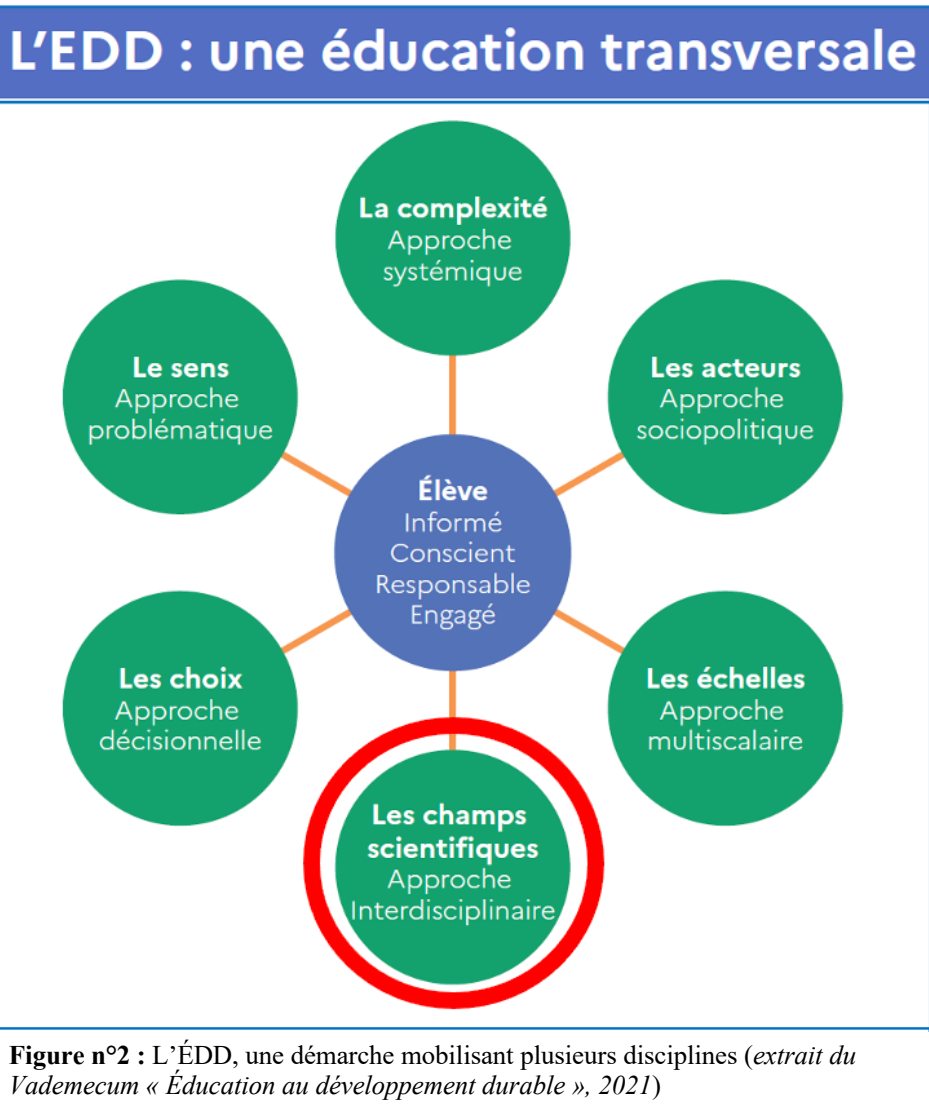 L'EDD : une éducation transversale
La complexité
Approche
systémique
Le sens
Approche
problématique
Les acteurs
Approche
sociopolitique
Élève
Informé
Conscient
Responsable
Engagé
Les choix
Approche
décisionnelle
Les échelles
Approche
multiscalaire
Les champs
scientifiques
Approche
Interdisciplinaire
Figure n°2 : L'ÉDD, une démarche mobilisant plusieurs disciplines (extrait du
Vademecum « Éducation au développement durable », 2021)